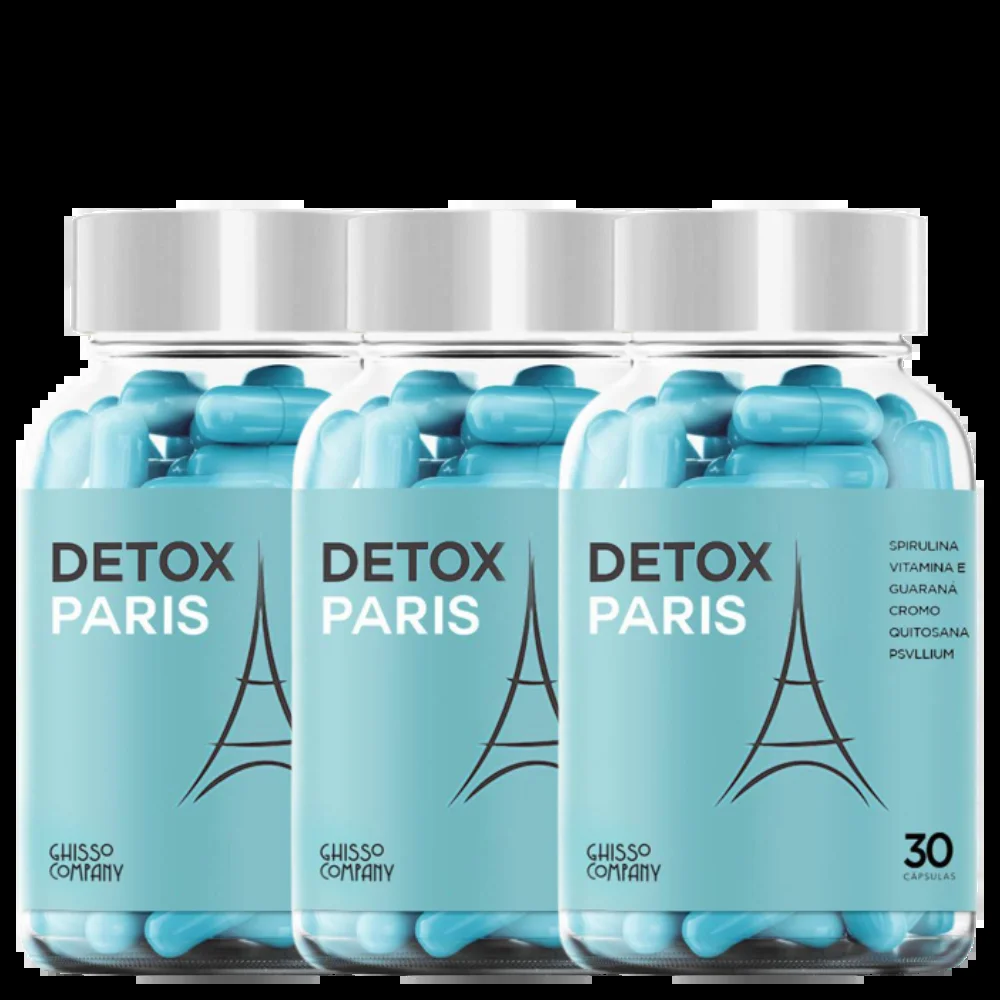 DETOX
PARIS
GHISSO
COMPANY
DETOX
PARIS
GHISSO
COMPANY
DETOX
PARIS
SPIRULINA
VITAMINA E
GUARANÁ
CROMO
QUITOSANA
PSVLLIUM
GHISSO
COMPANY
30
CÁPSULAS